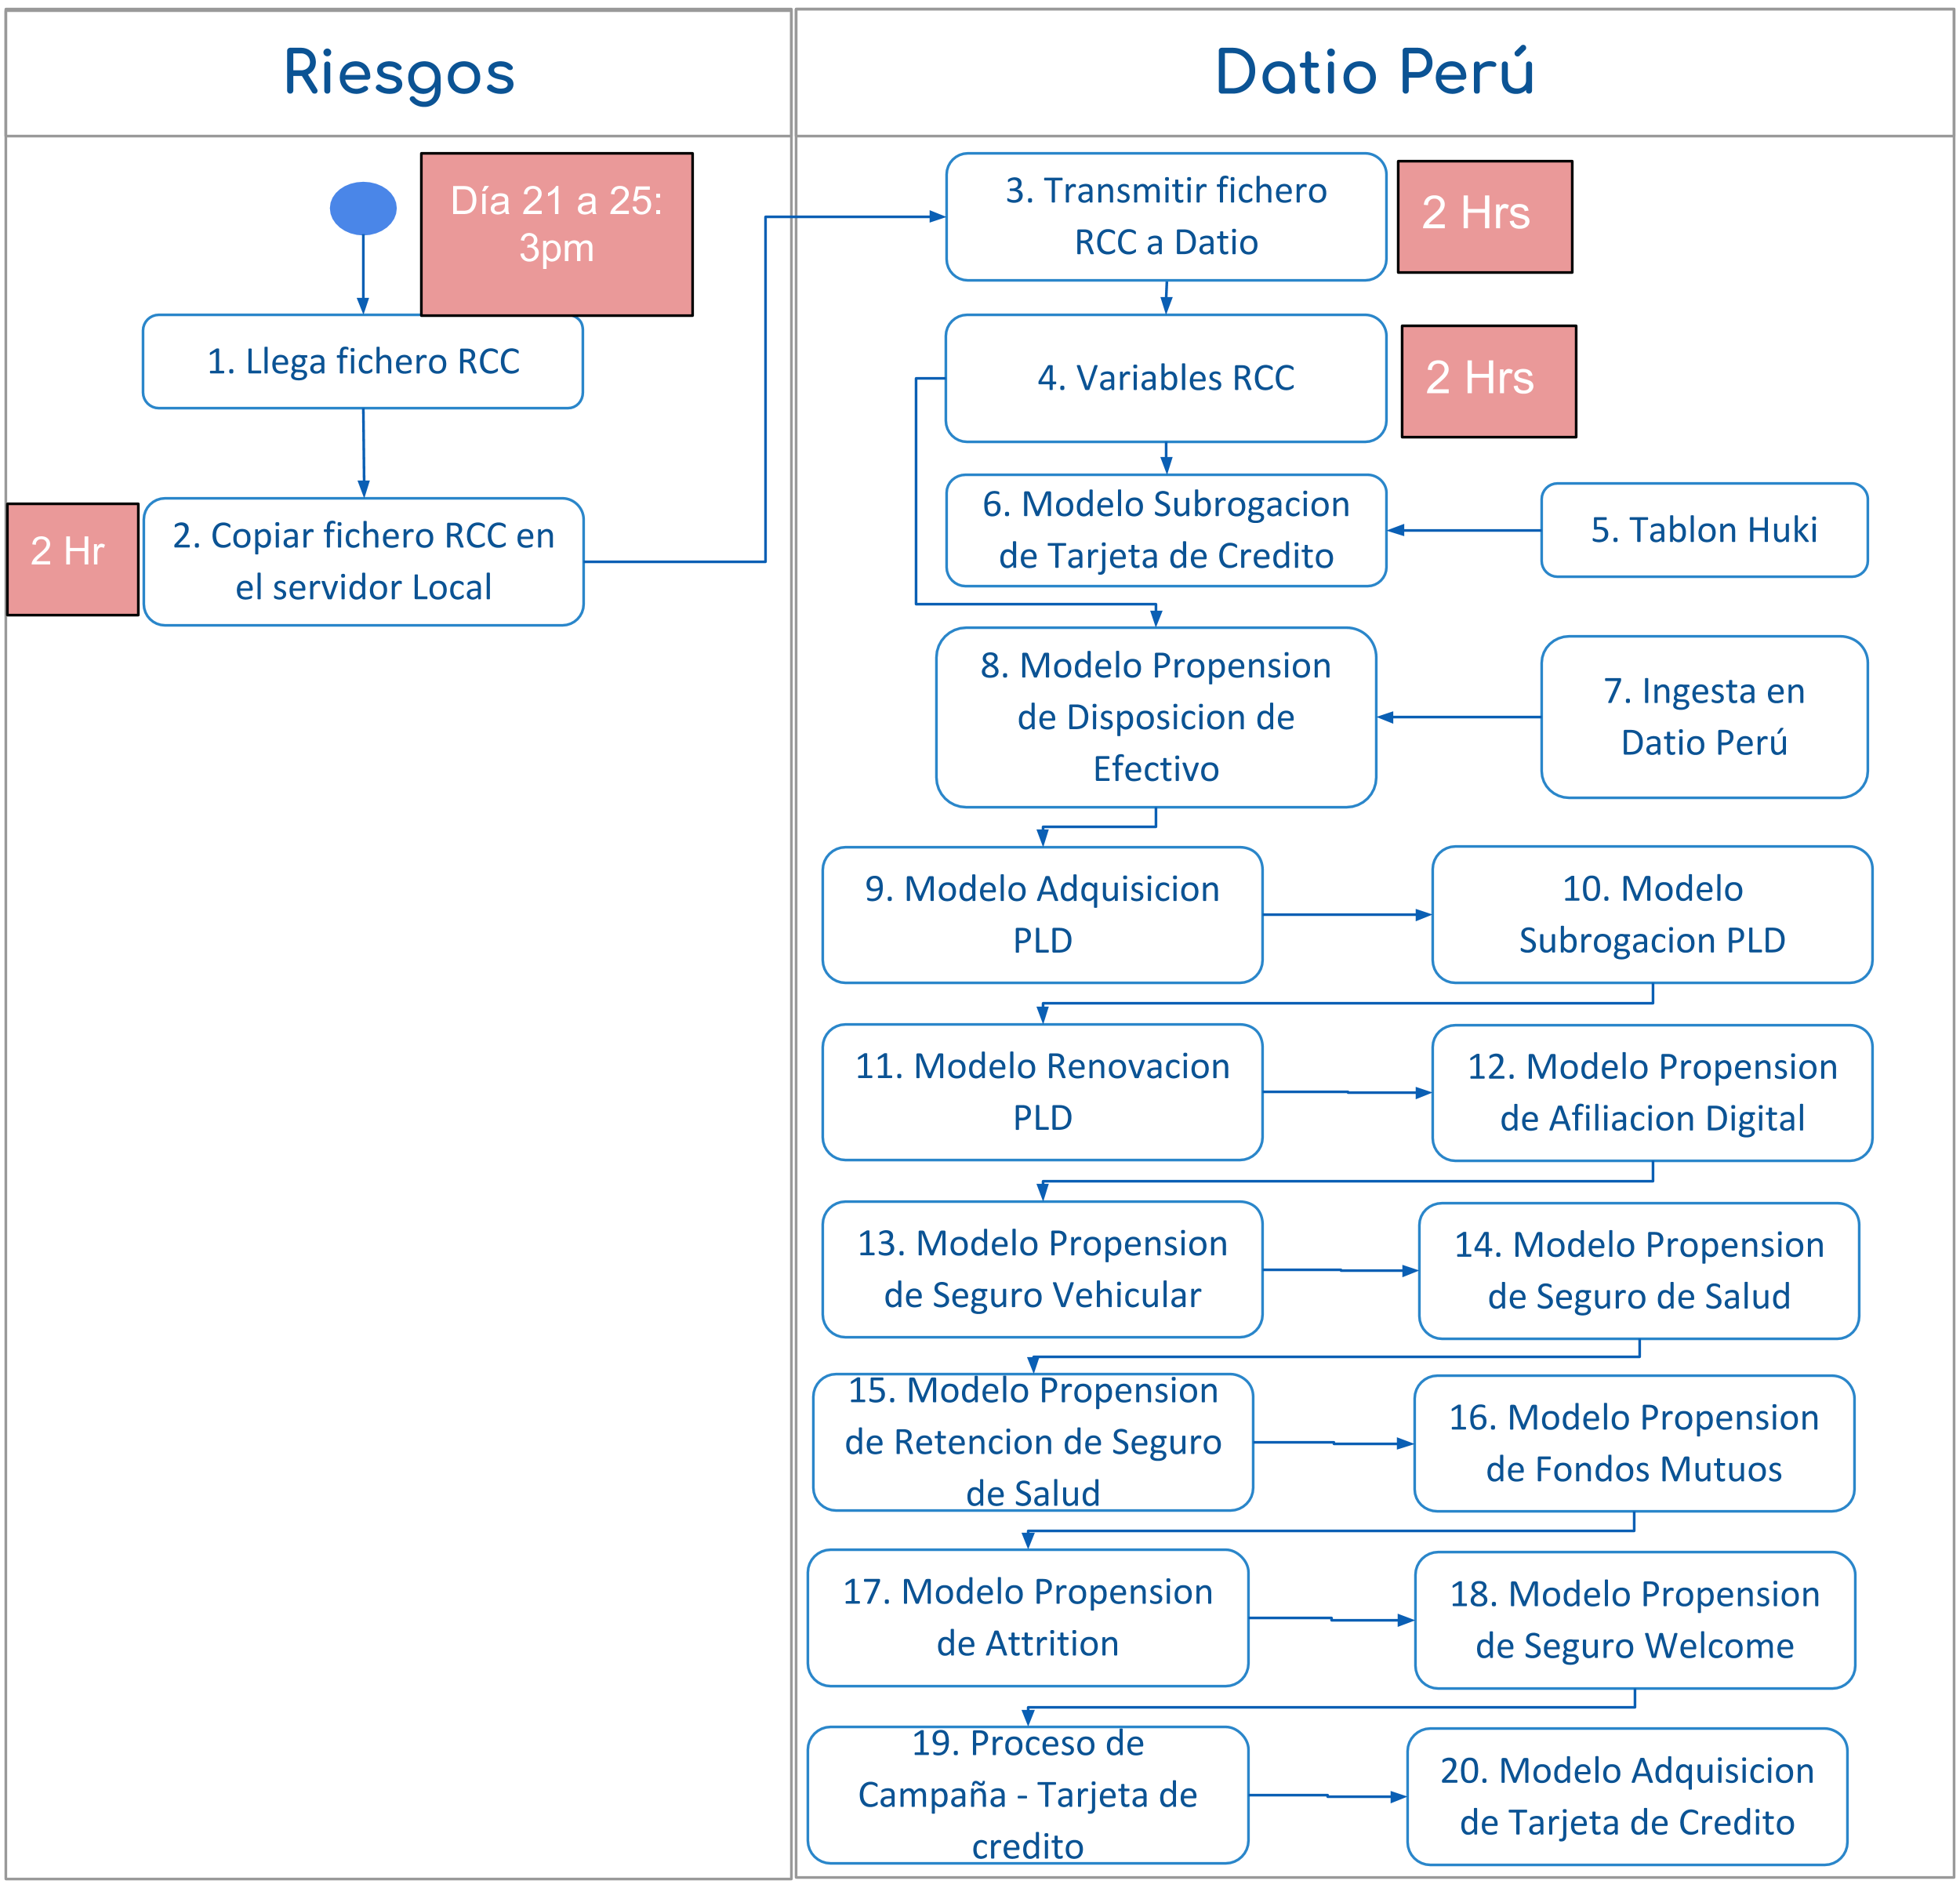 Riesgos
Datio Perú
Día 21 a 25:
3pm
1. Llega fichero RCC
2 Hr
2. Copiar fichero RCC en
el servidor Local
3. Transmitir fichero
RCC a Datio
2 Hrs
4. Variables RCC
2 Hrs
6. Modelo Subrogacion
de Tarjeta de Credito
5. Tablon Huki
8. Modelo Propension
de Disposicion de
Efectivo
7. Ingesta en
Datio Perú
9. Modelo Adquisicion
PLD
10. Modelo
Subrogacion PLD
11. Modelo Renovacion
PLD
12. Modelo Propension
de Afiliacion Digital
13. Modelo Propension
de Seguro Vehicular
14. Modelo Propension
de Seguro de Salud
15. Modelo Propension
de Retencion de Seguro
de Salud
16. Modelo Propension
de Fondos Mutuos
17. Modelo Propension
de Attrition
18. Modelo Propension
de Seguro Welcome
19. Proceso de
Campaña - Tarjeta de
credito
20. Modelo Adquisicion
de Tarjeta de Credito